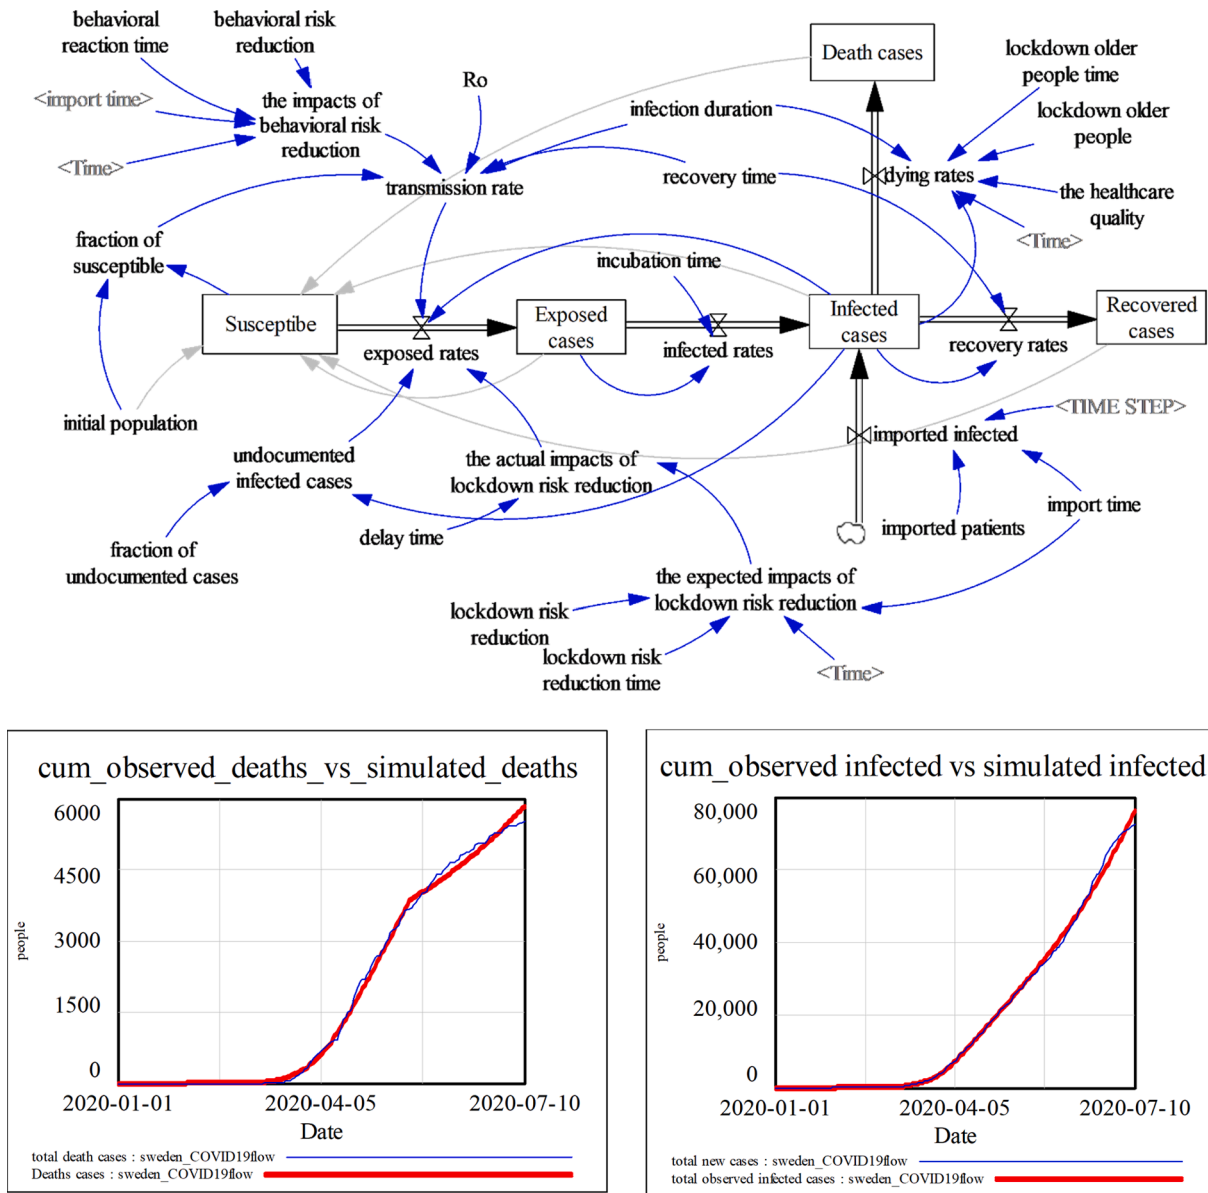 behavioral
reaction time
behavioral risk
reduction
<import time>
the impacts of
behavioral risk
reduction
<Time>
Ro
infection duration
Death cases
lockdown older
people time
lockdown older
people
transmission rate
recovery time
dying rates
the healthcare
quality
<Time>
fraction of
susceptible
incubation time
Susceptibe
exposed rates
Exposed
cases
infected rates
Infected
cases
recovery rates
Recovered
cases
initial population
<TIME STEP>
imported infected
undocumented
infected cases
the actual impacts of
lockdown risk reduction
delay time
import time
imported patients
fraction of
undocumented cases
the expected impacts of
lockdown risk reduction
lockdown risk
reduction
lockdown risk
reduction time
<Time>
cum_observed_deaths_vs_simulated_deaths
6000
4500
3000
1500
0
people
2020-01-01
2020-04-05
2020-07-10
Date
total death cases : sweden_COVID19flow
Deaths cases : sweden_COVID19flow
cum_observed infected vs simulated infected
80,000
60,000
40,000
20,000
0
people
2020-01-01
2020-04-05
2020-07-10
Date
total new cases : sweden_COVID19flow
total observed infected cases : sweden_COVID19flow